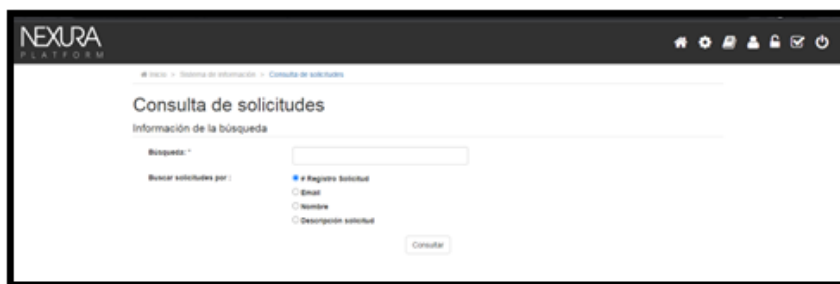 NEXURA
PLATFORM
Inicio > Sistema de información > Consulta de solicitudes
Consulta de solicitudes
Información de la búsqueda
Búsqueda: *
Buscar solicitudes por :
# Registro Solicitud
Email
Nombre
Descripción solicitud
Consultar